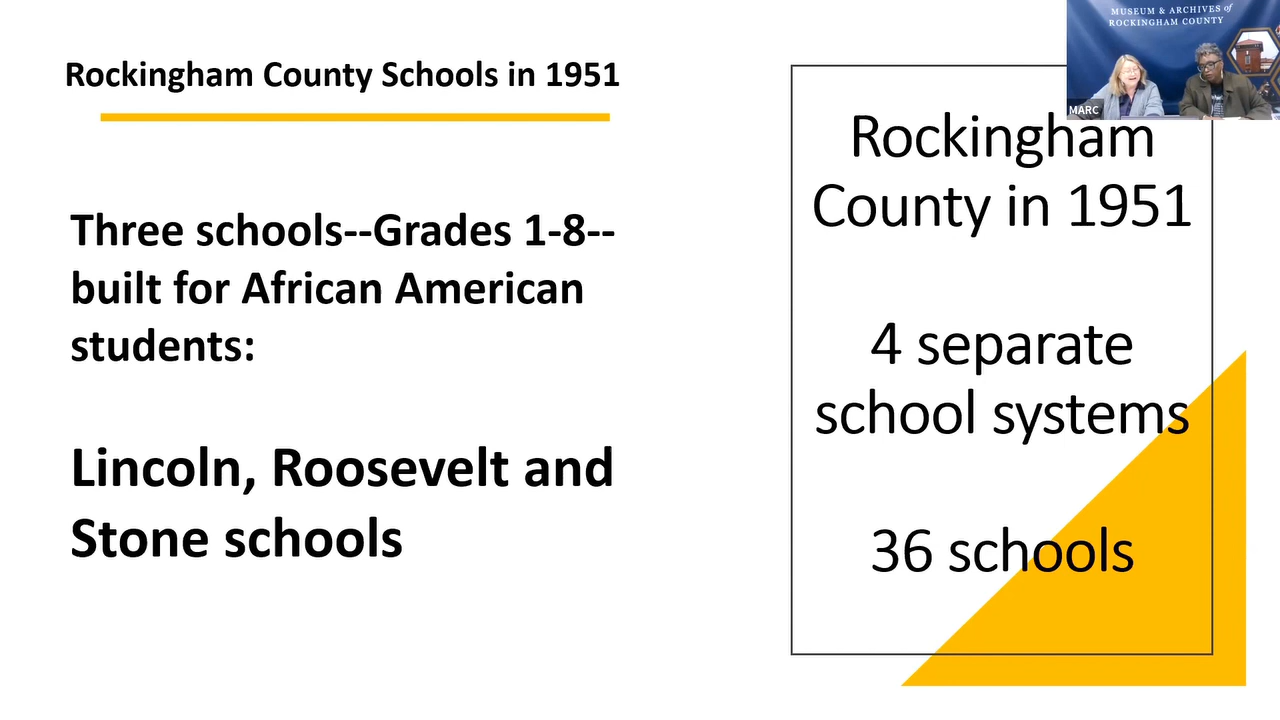 MUSEUM & ARCHIVES of
ROCKINGHAM COUNTY
MARC
Rockingham County Schools in 1951
Three schools--Grades 1-8--
built for African American
students:
Lincoln, Roosevelt and
Stone schools
Rockingham
County in 1951
4 separate
school systems
36 schools